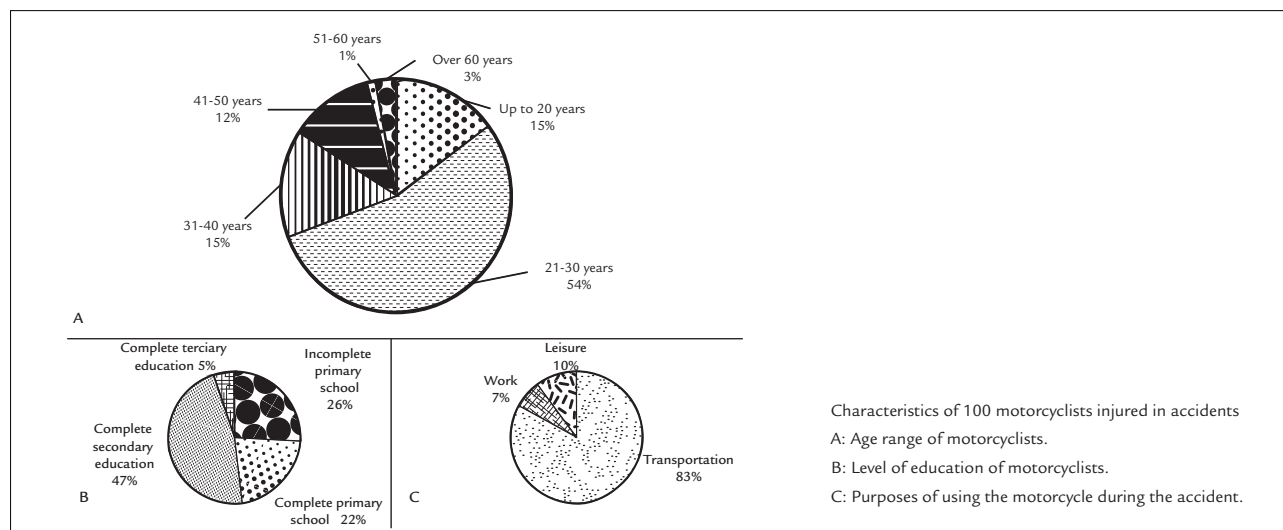 51-60 years
1%
Over 60 years
3%
41-50 years
12%
Up to 20 years
15%
31-40 years
15%
21-30 years
54%
A
Complete terciary
education 5%
Incomplete
primary
school
26%
Complete
secondary
education
47%
B
Complete primary
school 22%
Leisure
10%
Work
7%
Transportation
83%
C
Characteristics of 100 motorcyclists injured in accidents
A: Age range of motorcyclists.
B: Level of education of motorcyclists.
C: Purposes of using the motorcycle during the accident.